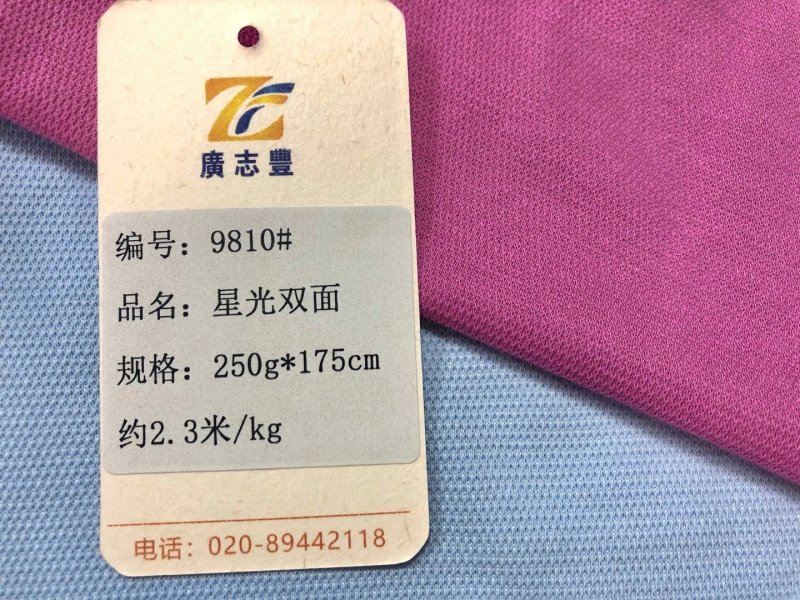 廣志豐
编号：9810#
品名：星光双面
规格：250g*175cm
约2.3米/kg
电话：020-89442118